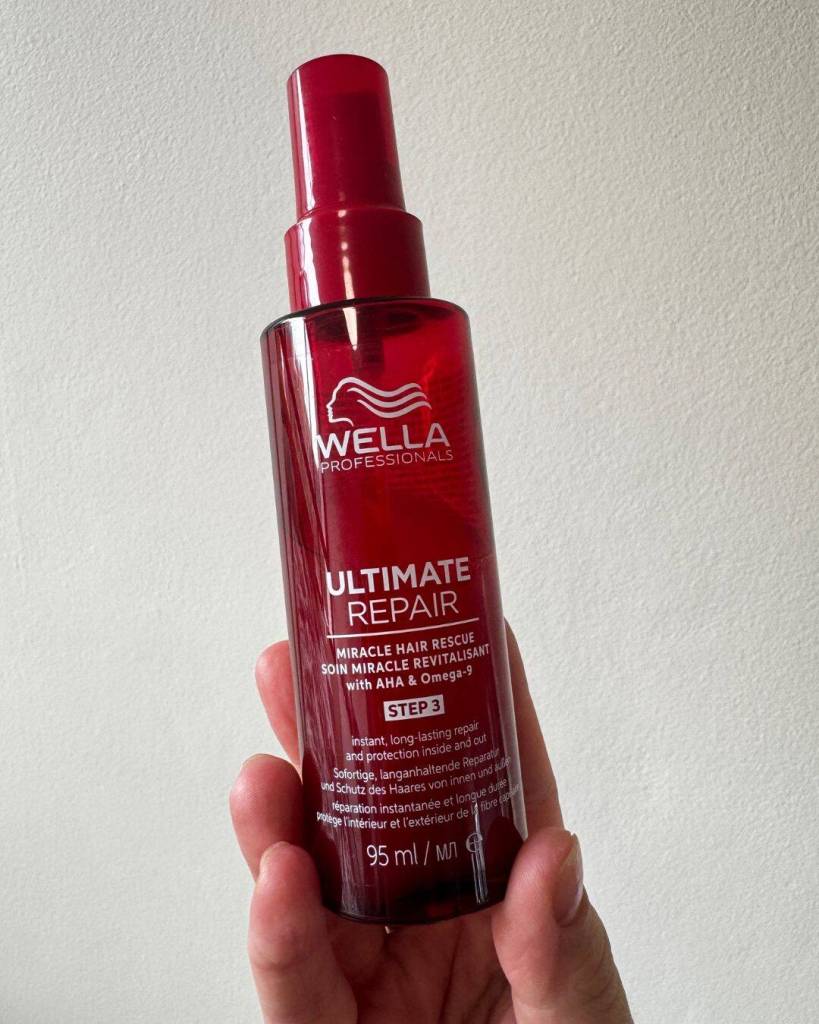 WELLA
PROFESSIONALS
ULTIMATE
REPAIR
MIRACLE HAIR RESCUE
SOIN MIRACLE REVITALISANT
with AHA & Omega-9
STEP 3
instant, long-lasting repair
and protection inside and out
Sofortige, langanhaltende Reparatur
und Schutz des Haares von innen und außen
réparation instantanée et longue durée
protège l'intérieur et l'extérieur de la fibre
95 ml / МЛ ℮